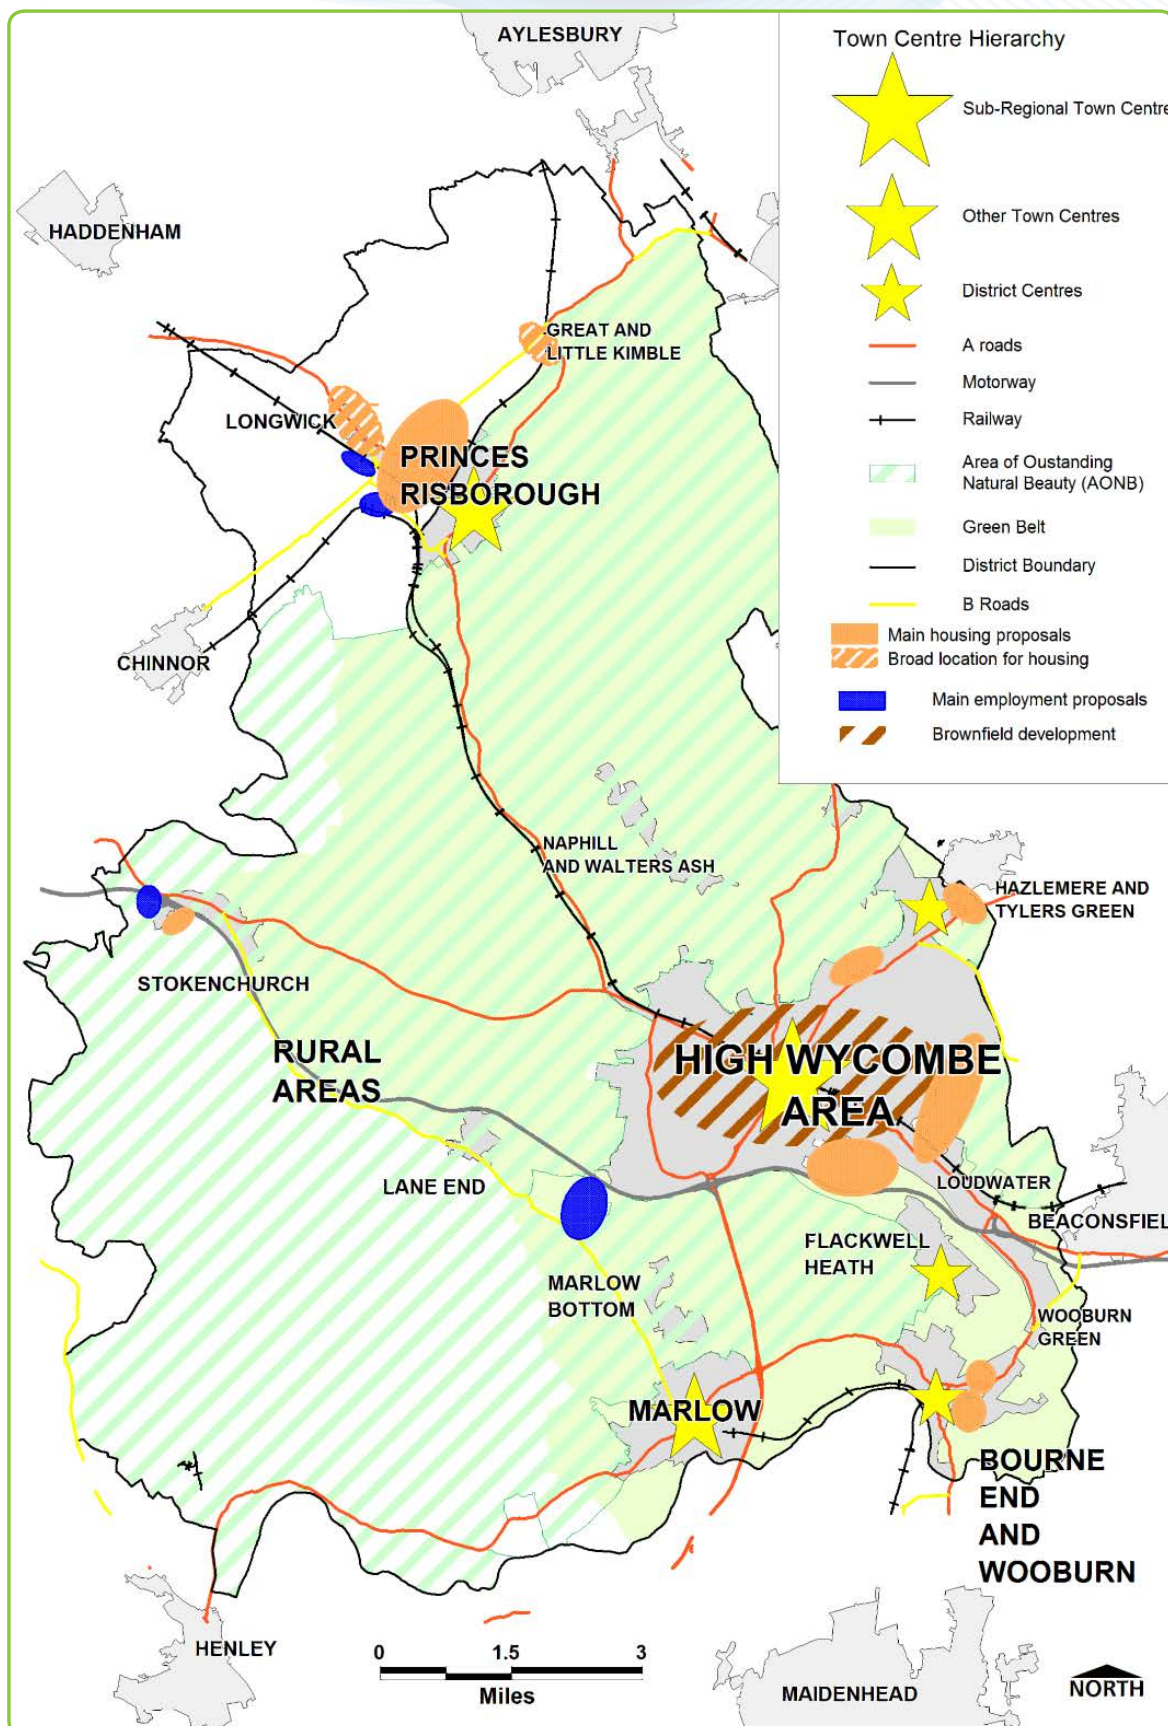 AYLESBURY
Town Centre Hierarchy
Sub-Regional Town Centre
Other Town Centres
District Centres
A roads
Motorway
Railway
Area of Oustanding
Natural Beauty (AONB)
Green Belt
District Boundary
B Roads
Main housing proposals
Broad location for housing
Main employment proposals
Brownfield development
HADDENHAM
GREAT AND
LITTLE KIMBLE
LONGWICK
PRINCES
RISBOROUGH
CHINNOR
NAPHILL
AND WALTERS ASH
HAZLEMERE AND
TYLERS GREEN
STOKENCHURCH
RURAL
AREAS
HIGH WYCOMBE
AREA
LANE END
LOUDWATER
BEACONSFIEL
FLACKWELL
HEATH
MARLOW
BOTTOM
WOOBURN
GREEN
MARLOW
BOURNE
END
AND
WOOBURN
HENLEY
0 1.5 3
Miles
MAIDENHEAD
NORTH